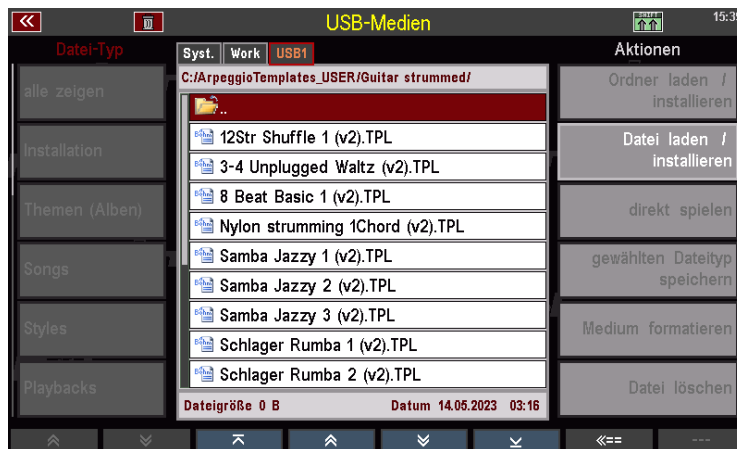 USB-Medien
SHIFT
15:39
Datei-Typ
Syst. Work USB1
Aktionen
C:/ArpeggioTemplates_USER/Guitar strummed/
alle zeigen
Installation
Themen (Alben)
Songs
Styles
Playbacks
..
12Str Shuffle 1 (v2).TPL
3-4 Unplugged Waltz (v2).TPL
8 Beat Basic 1 (v2).TPL
Nylon strumming 1Chord (v2).TPL
Samba Jazzy 1 (v2).TPL
Samba Jazzy 2 (v2).TPL
Samba Jazzy 3 (v2).TPL
Schlager Rumba 1 (v2).TPL
Schlager Rumba 2 (v2).TPL
Dateigröße 0 B Datum 14.05.2023 03:16
Ordner laden /
installieren
Datei laden /
installieren
direkt spielen
gewählten Dateityp
speichern
Medium formatieren
Datei löschen
«==
---